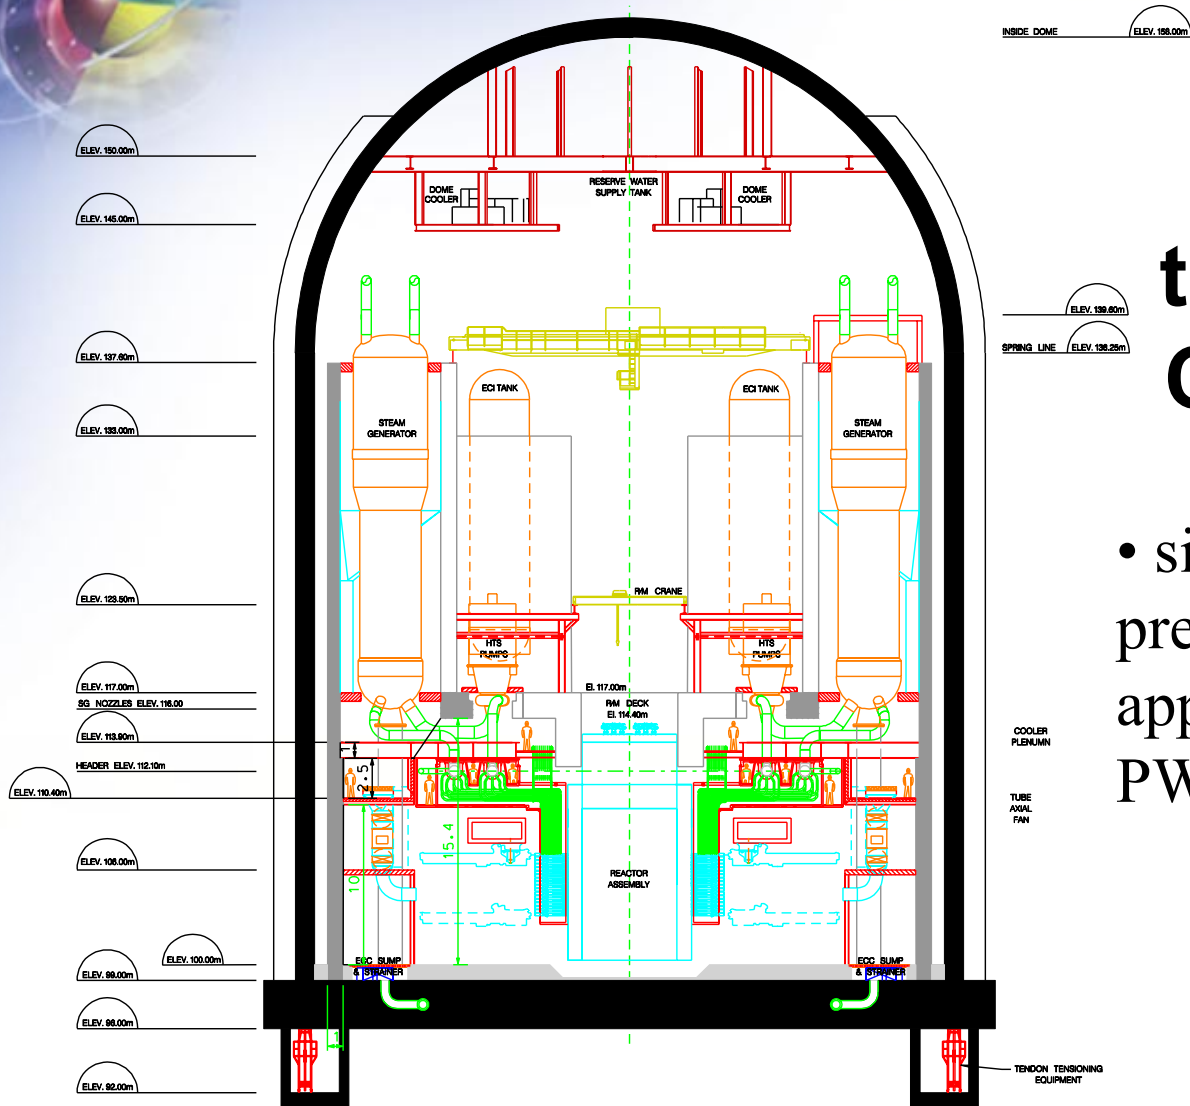 INSIDE DOME
ELEV. 158.00m
ELEV. 150.00m
RESERVE WATER
SUPPLY TANK
DOME
COOLER
DOME
COOLER
ELEV. 145.00m
t
ELEV. 139.60m
SPRING LINE
ELEV. 136.25m
ELEV. 137.60m
ECI TANK
ECI TANK
STEAM
GENERATOR
STEAM
GENERATOR
ELEV. 133.00m
• si
pre
app
PW
R/M CRANE
ELEV. 123.50m
HTS
PUMPS
HTS
PUMPS
ELEV. 117.00m
El. 117.00m
SG NOZZLES ELEV. 116.00
R/M DECK
El. 114.40m
ELEV. 113.90m
COOLER
PLENUMN
1
HEADER ELEV. 112.10m
2.5
ELEV. 110.40m
TUBE
AXIAL
FAN
15.4
ELEV. 106.00m
10
REACTOR
ASSEMBLY
ELEV. 100.00m
ECC SUMP
& STRAINER
ECC SUMP
& STRAINER
ELEV. 99.00m
ELEV. 96.00m
1
TENDON TENSIONING
EQUIPMENT
ELEV. 92.00m